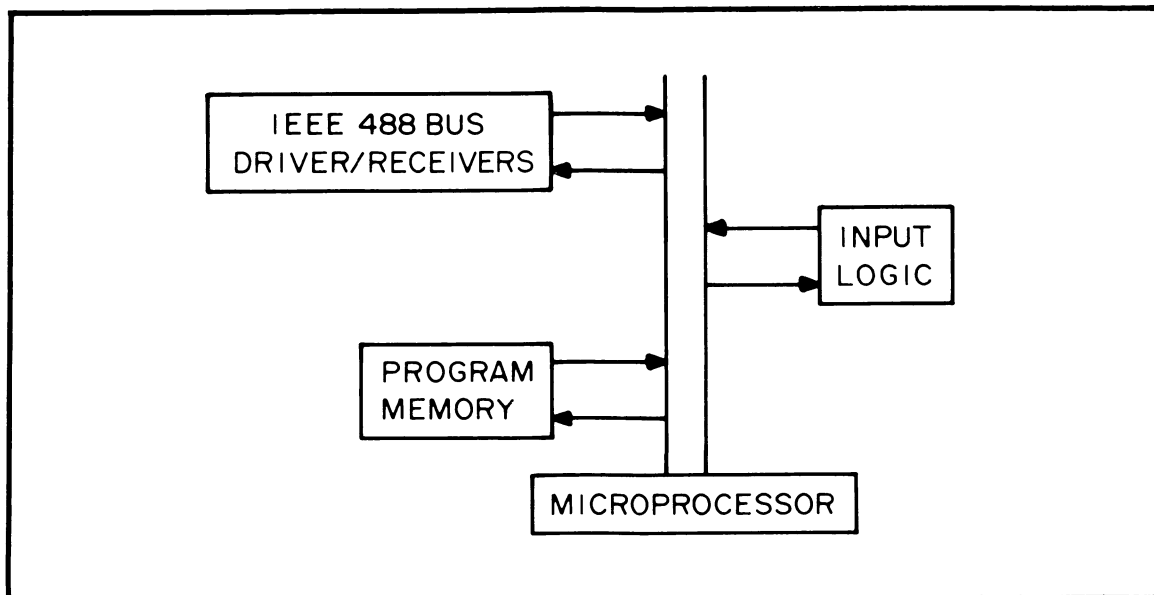 IEEE 488 BUS
DRIVER/RECEIVERS
INPUT
LOGIC
PROGRAM
MEMORY
MICROPROCESSOR